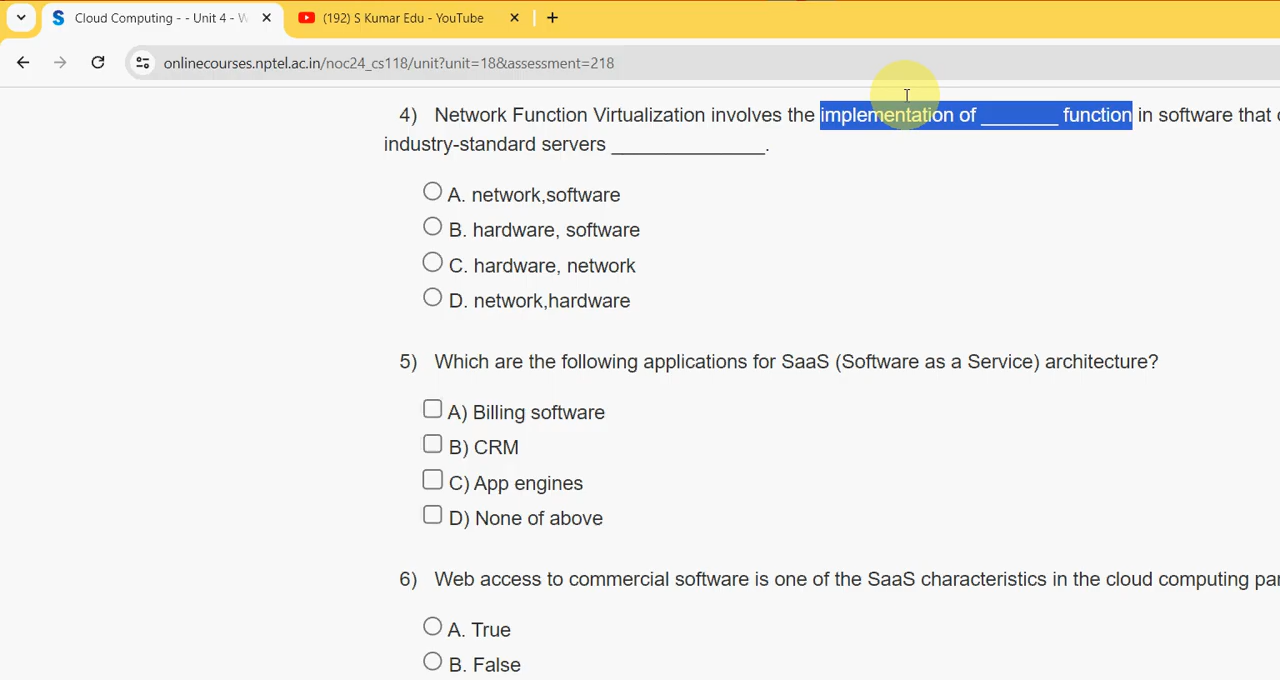 Cloud Computing - - Unit 4 - W
(192) S Kumar Edu - YouTube
onlinecourses.nptel.ac.in/noc24_cs118/unit?unit=18&assessment=218
4) Network Function Virtualization involves the implementation of _______ function in software that
industry-standard servers ______________.
A. network,software
B. hardware, software
C. hardware, network
D. network,hardware
5) Which are the following applications for SaaS (Software as a Service) architecture?
A) Billing software
B) CRM
C) App engines
D) None of above
6) Web access to commercial software is one of the SaaS characteristics in the cloud computing
A. True
B. False